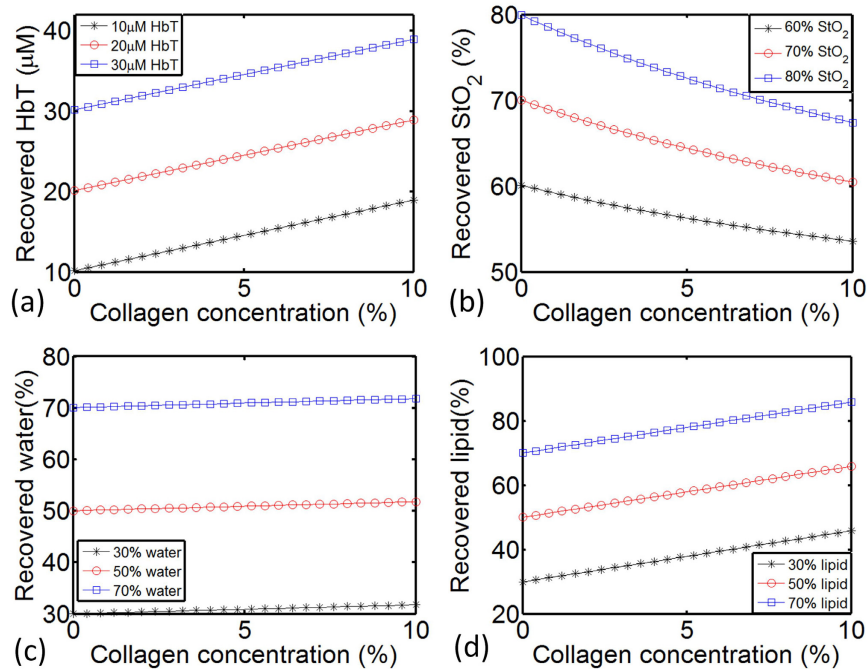 (a)
Recovered HbT (μM)
40
30
20
10
10μM HbT
20μM HbT
30μM HbT
0
5
10
Collagen concentration (%)
(b)
Recovered StO2 (%)
80
70
60
50
60% StO2
70% StO2
80% StO2
0
5
10
Collagen concentration (%)
(c)
Recovered water(%)
80
70
60
50
40
30
30% water
50% water
70% water
0
5
10
Collagen concentration (%)
(d)
Recovered lipid(%)
100
80
60
40
20
30% lipid
50% lipid
70% lipid
0
5
10
Collagen concentration (%)